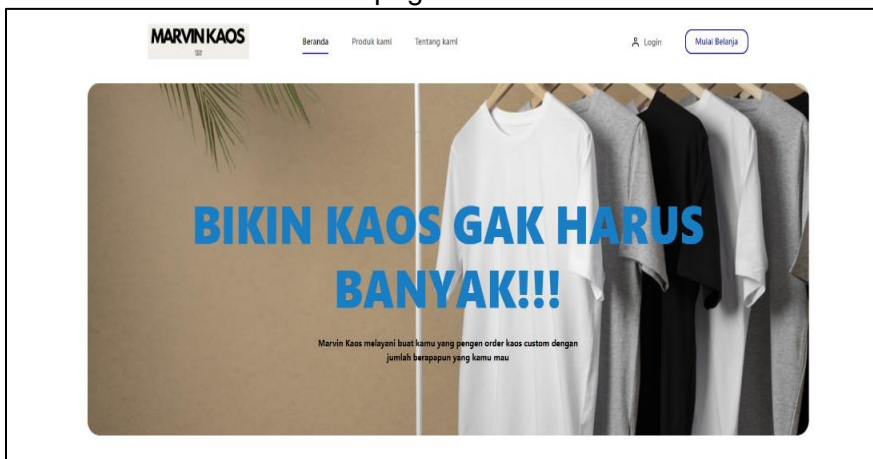 MARVIN KAOS
Beranda Produk kami Tentang kami Login Mulai Belanja
BIKIN KAOS GAK HARUS
BANYAK!!!
Marvin Kaos melayani buat kamu yang pengen order kaos custom dengan
jumlah berapapun yang kamu mau